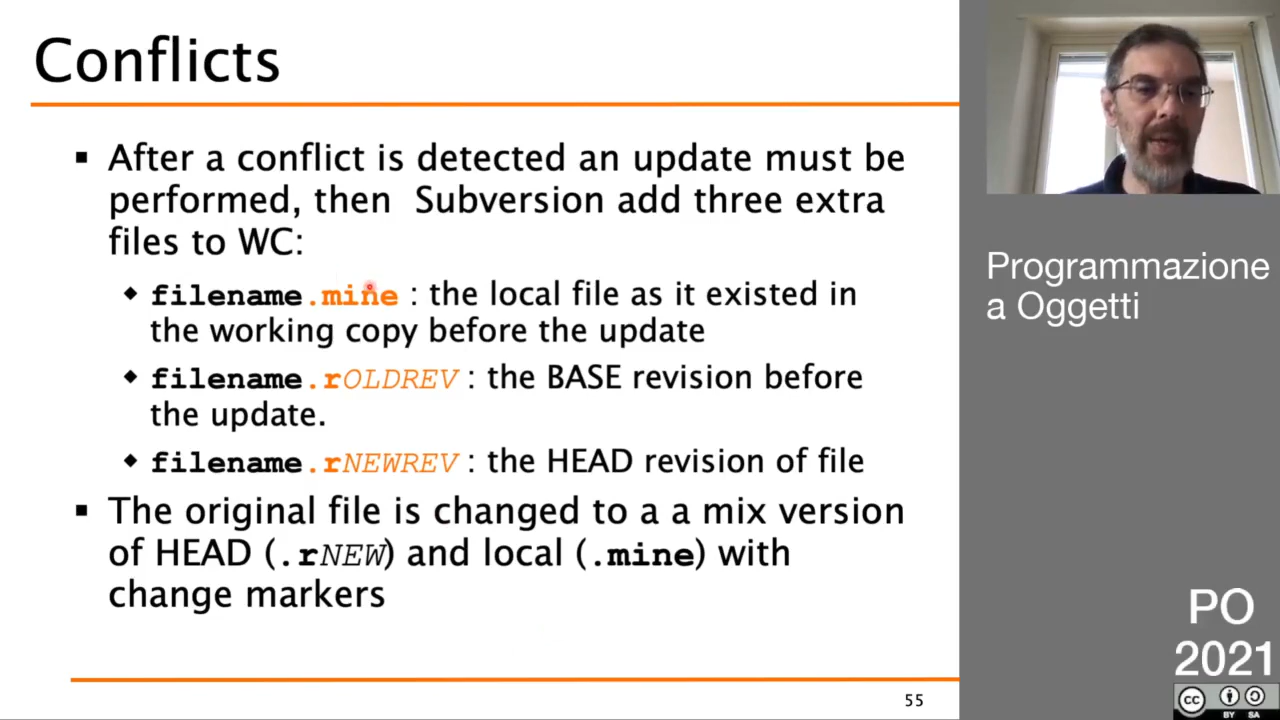 Conflicts
▪ After a conflict is detected an update must be
performed, then Subversion add three extra
files to WC:
◆ filename.mine : the local file as it existed in
the working copy before the update
◆ filename.rOLDREV : the BASE revision before
the update.
◆ filename.rNEWREV : the HEAD revision of file
▪ The original file is changed to a a mix version
of HEAD (.rNEW) and local (.mine) with
change markers
55
Programmazione
a Oggetti
PO
2021
cc
BY SA